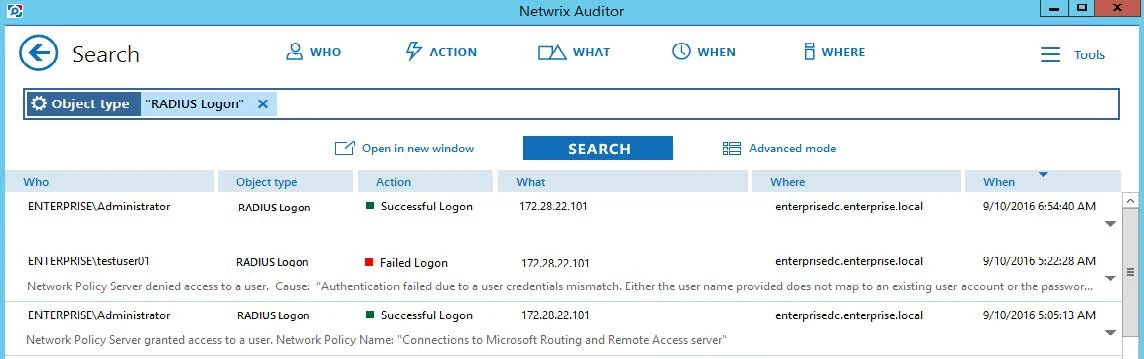 Netwrix Auditor
Search
WHO ACTION WHAT WHEN WHERE
Tools
Object type "RADIUS Logon"
Open in new window SEARCH Advanced mode
Who Object type Action What Where When
ENTERPRISE\Administrator RADIUS Logon Successful Logon 172.28.22.101 enterprisedc.enterprise.local 9/10/2016 6:54:40 AM
ENTERPRISE\testuser01 RADIUS Logon Failed Logon 172.28.22.101 enterprisedc.enterprise.local 9/10/2016 5:22:28 AM
Network Policy Server denied access to a user. Cause: "Authentication failed due to a user credentials mismatch. Either the user name provided does not map to an existing user account or the passwor...
ENTERPRISE\Administrator RADIUS Logon Successful Logon 172.28.22.101 enterprisedc.enterprise.local 9/10/2016 5:05:13 AM
Network Policy Server granted access to a user. Network Policy Name: "Connections to Microsoft Routing and Remote Access server"